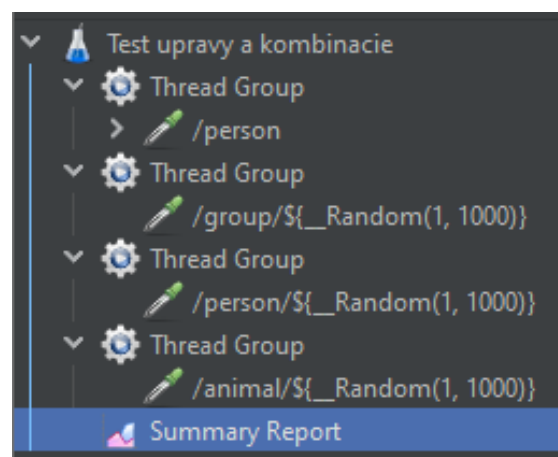 Test upravy a kombinacie
Thread Group
/person
Thread Group
/group/${__Random(1, 1000)}
Thread Group
/person/${__Random(1, 1000)}
Thread Group
/animal/${__Random(1, 1000)}
Summary Report